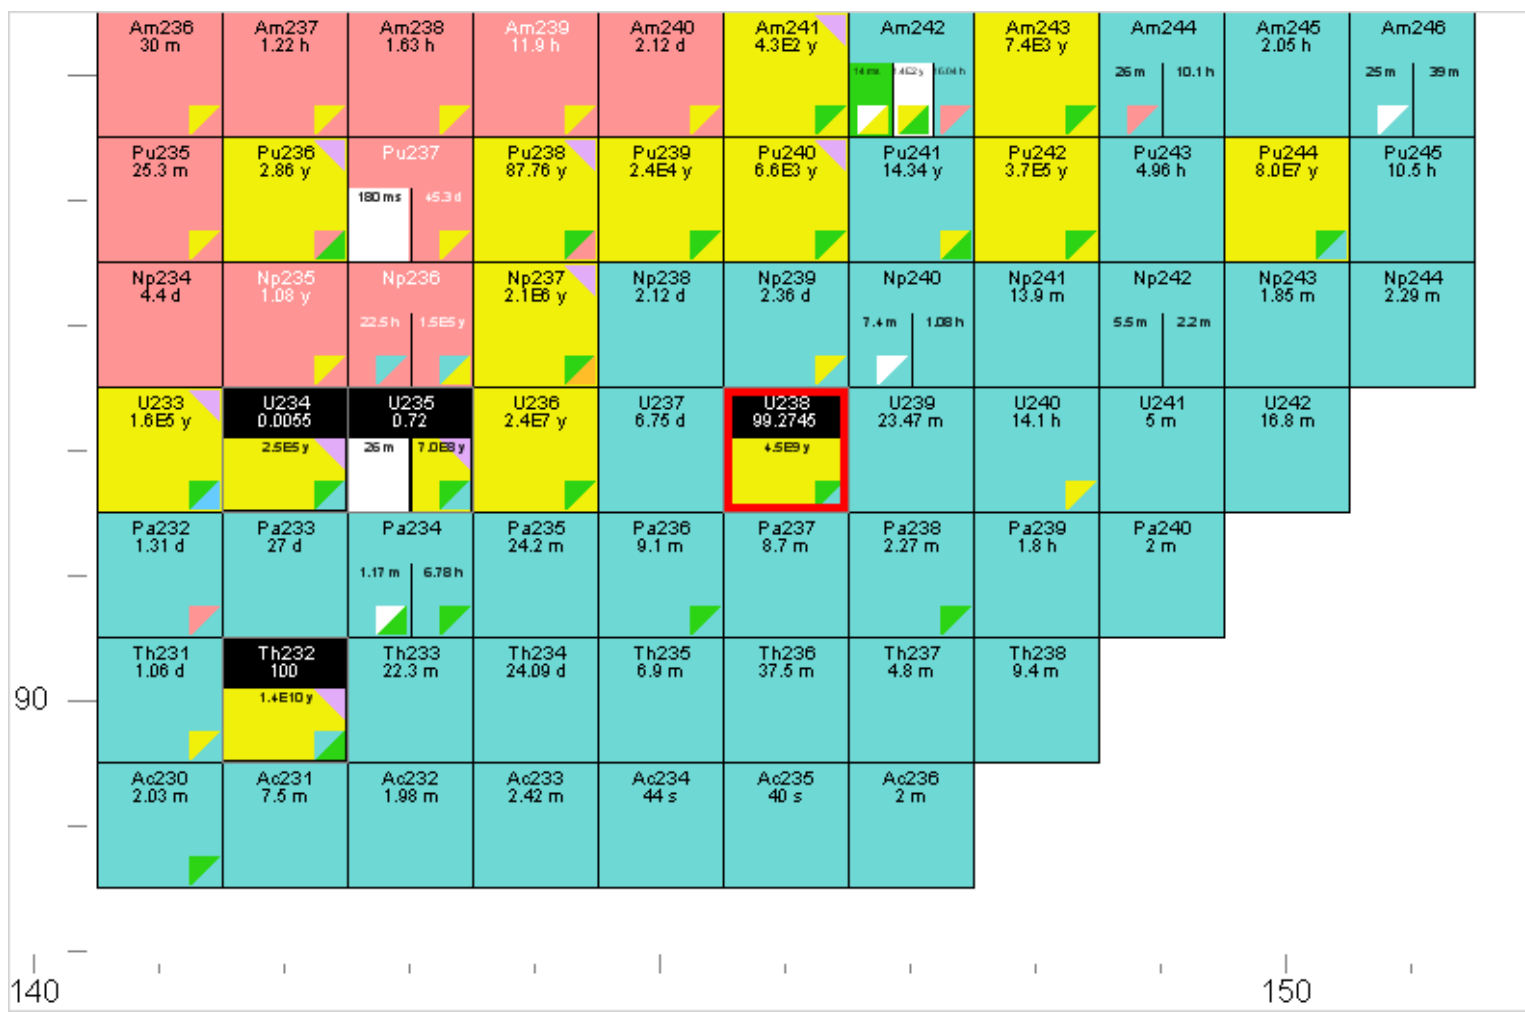 Am236 Am237 Am238 Am239 Am240 Am241 Am242 Am243 Am244 Am245 Am246
30 m 1.22 h 1.63 h 11.9 h 2.12 d 4.3E2 y 7.4E3 y 2.05 h
14 ms 1.4E2 y 16.04 h 26 m 10.1 h 25 m 39 m
Pu235 Pu236 Pu237 Pu238 Pu239 Pu240 Pu241 Pu242 Pu243 Pu244 Pu245
25.3 m 2.86 y 87.76 y 2.4E4 y 6.6E3 y 14.34 y 3.7E5 y 4.96 h 8.0E7 y 10.5 h
180 ms 45.3 d
Np234 Np235 Np236 Np237 Np238 Np239 Np240 Np241 Np242 Np243 Np244
4.4 d 1.08 y 2.1E6 y 2.12 d 2.36 d 13.9 m 1.85 m 2.29 m
22.5 h 1.5E5 y 7.4 m 1.08 h 5.5 m 2.2 m
U233 U234 U235 U236 U237 U238 U239 U240 U241 U242
1.6E5 y 0.0055 0.72 2.4E7 y 6.75 d 99.2745 23.47 m 14.1 h 5 m 16.8 m
2.5E5 y 26 m 7.0E8 y 4.5E9 y
Pa232 Pa233 Pa234 Pa235 Pa236 Pa237 Pa238 Pa239 Pa240
1.31 d 27 d 24.2 m 9.1 m 8.7 m 2.27 m 1.8 h 2 m
1.17 m 6.78 h
Th231 Th232 Th233 Th234 Th235 Th236 Th237 Th238
1.06 d 100 22.3 m 24.09 d 6.9 m 37.5 m 4.8 m 9.4 m
90 1.4E10 y
Ac230 Ac231 Ac232 Ac233 Ac234 Ac235 Ac236
2.03 m 7.5 m 1.98 m 2.42 m 44 s 40 s 2 m
140 150